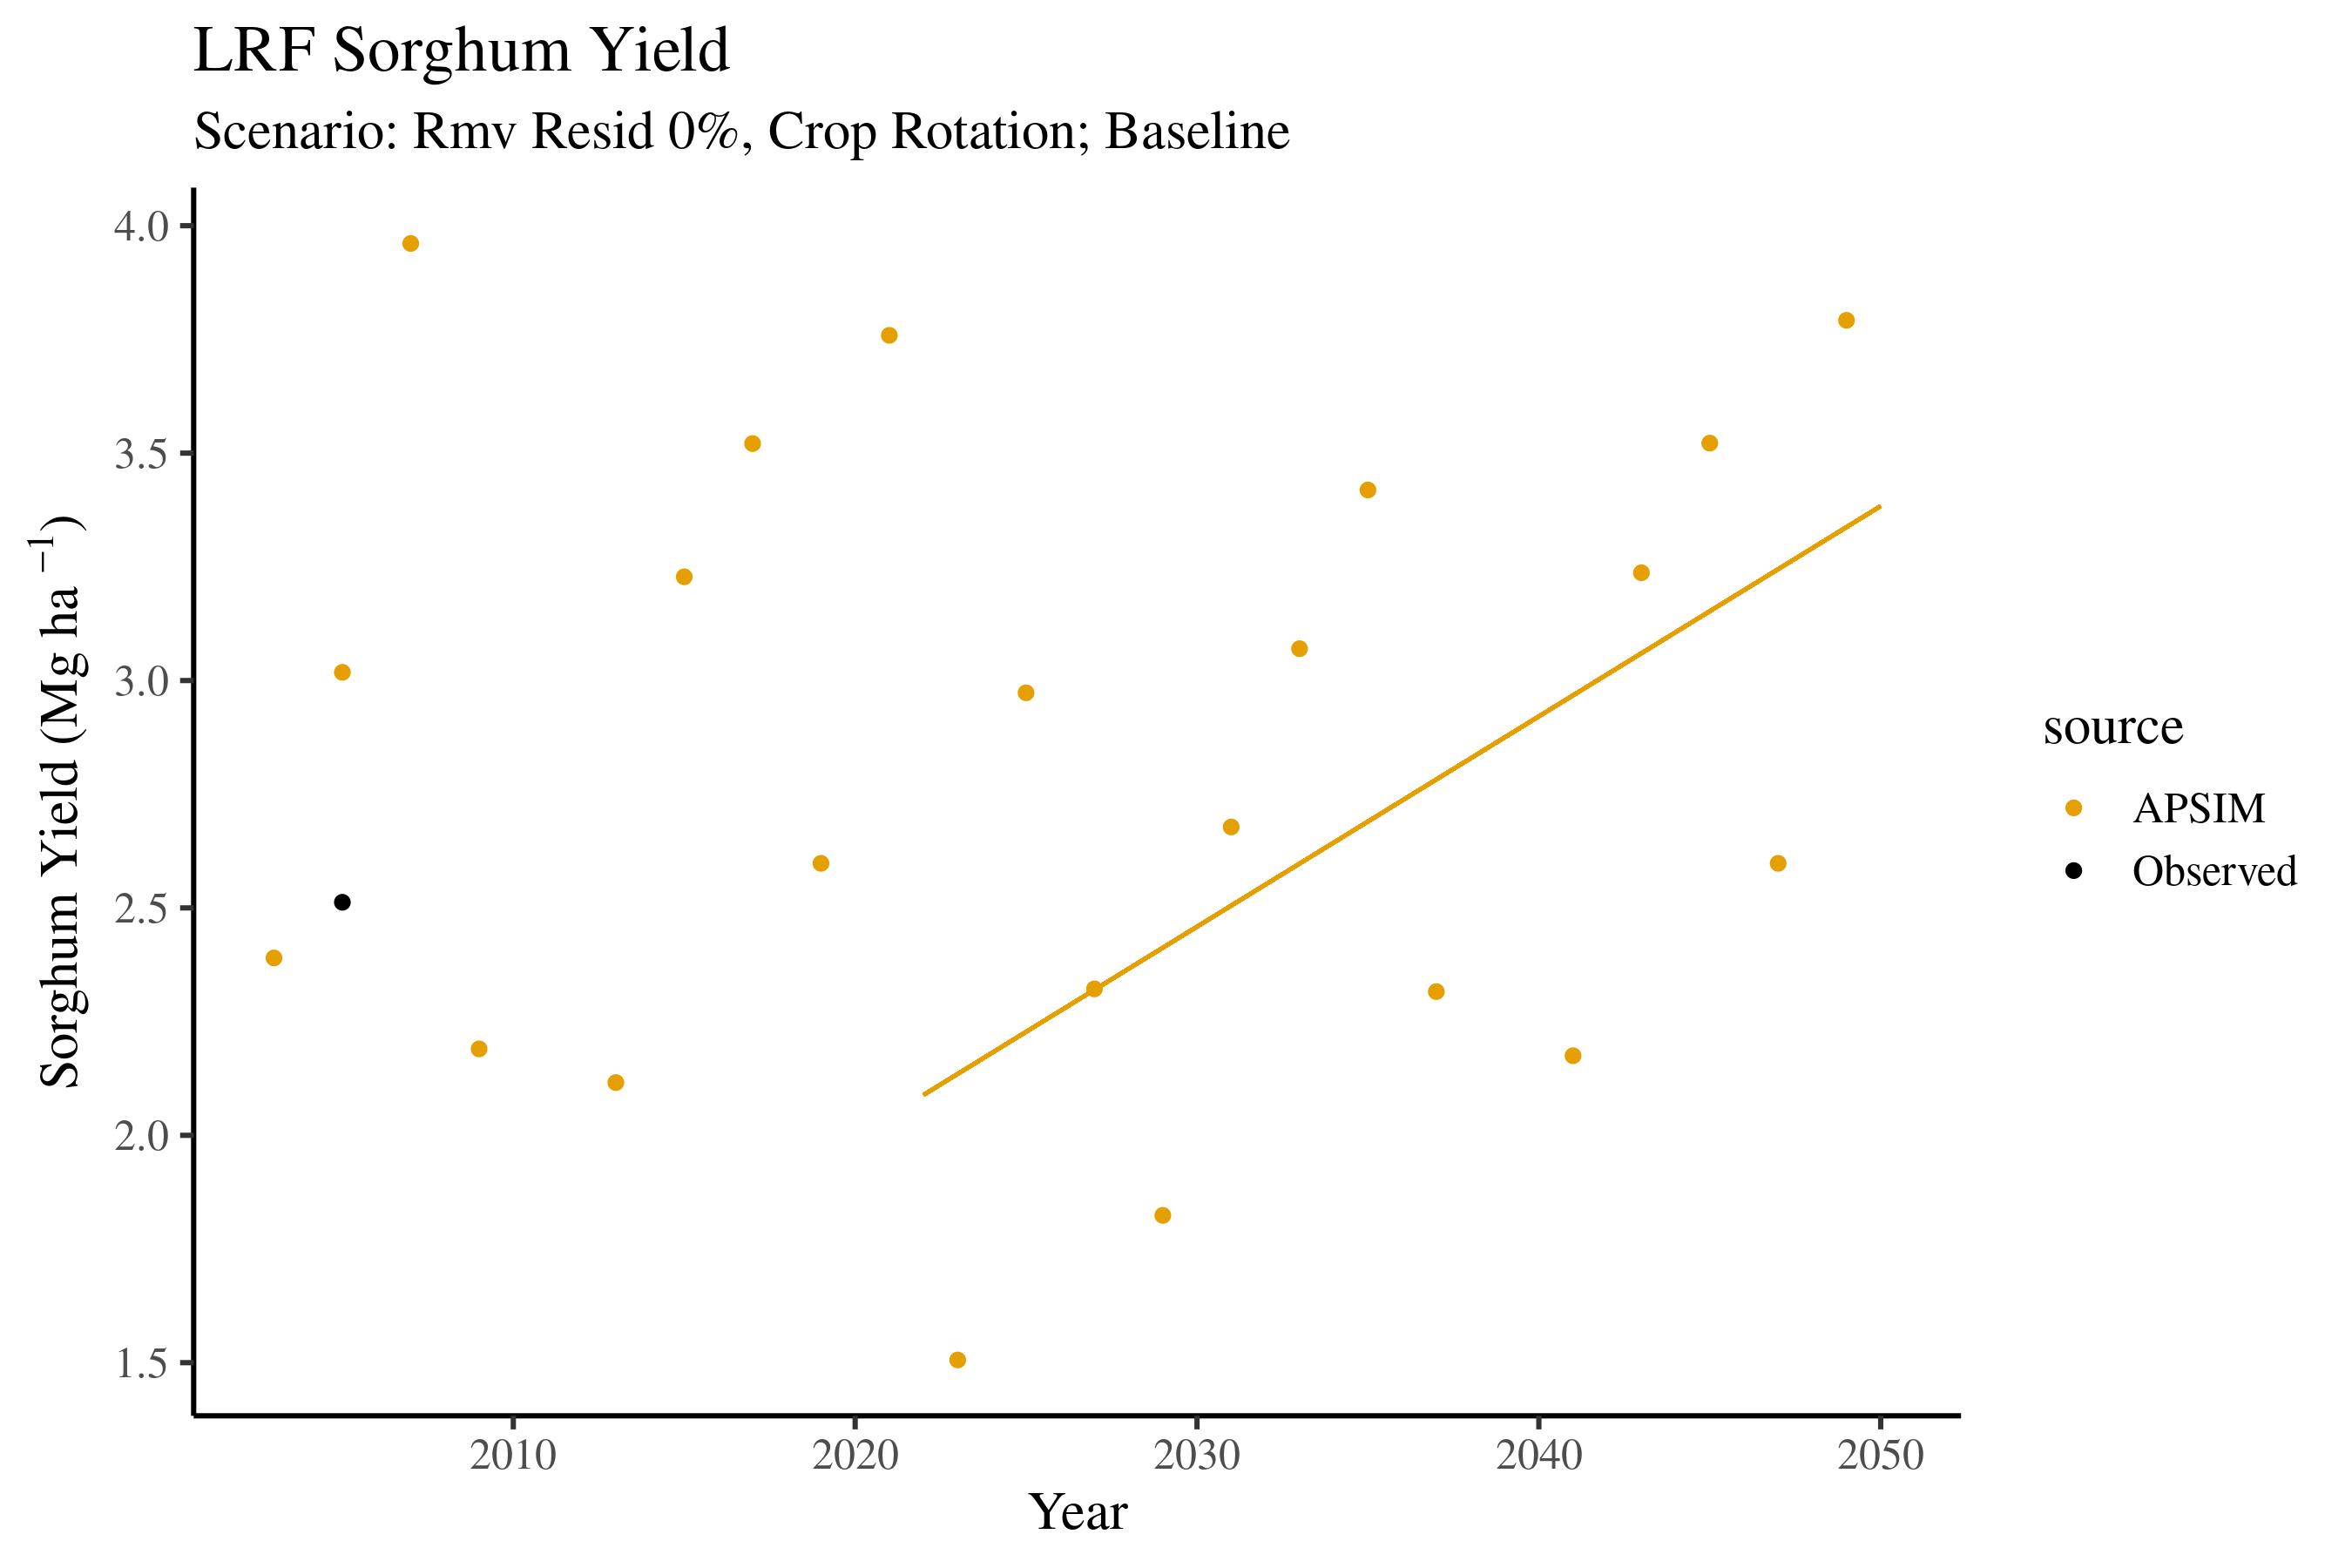 LRF Sorghum Yield
Scenario: Rmv Resid 0%, Crop Rotation; Baseline
4.0
3.5
3.0
2.5
2.0
1.5
Sorghum Yield (Mg ha ⁻¹)
2010 2020 2030 2040 2050
Year
source
APSIM
Observed